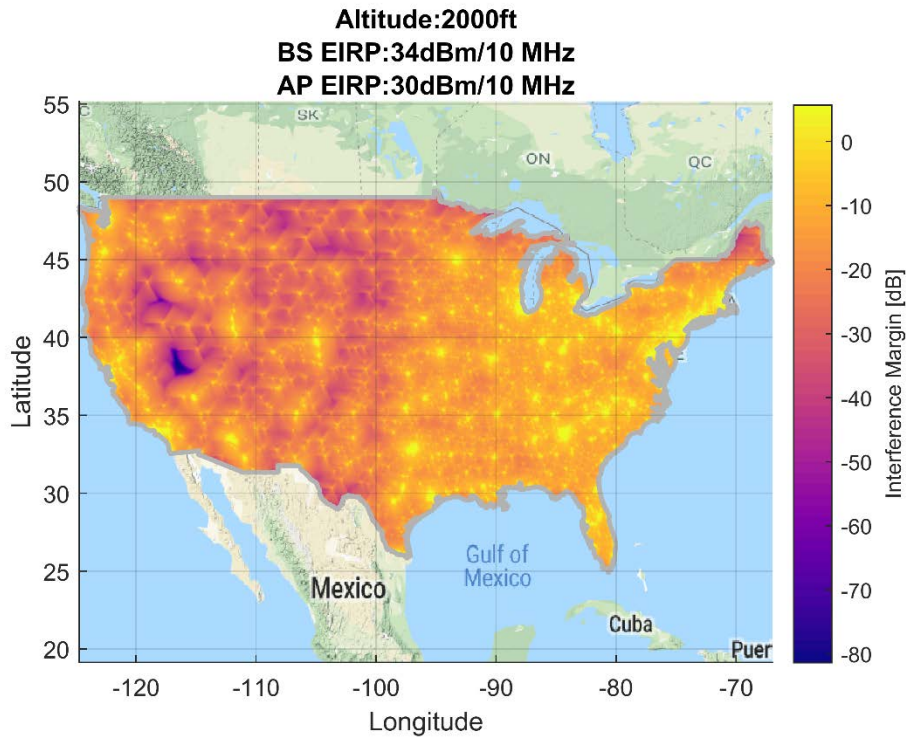 Altitude:2000ft
BS EIRP:34dBm/10 MHz
AP EIRP:30dBm/10 MHz
55
50
45
40
35
30
25
20
Latitude
SK
ON
QC
Gulf of
Mexico
Mexico
Cuba
Puer
-120
-110
-100
-90
-80
-70
Longitude
0
-10
-20
-30
-40
-50
-60
-70
-80
Interference Margin [dB]